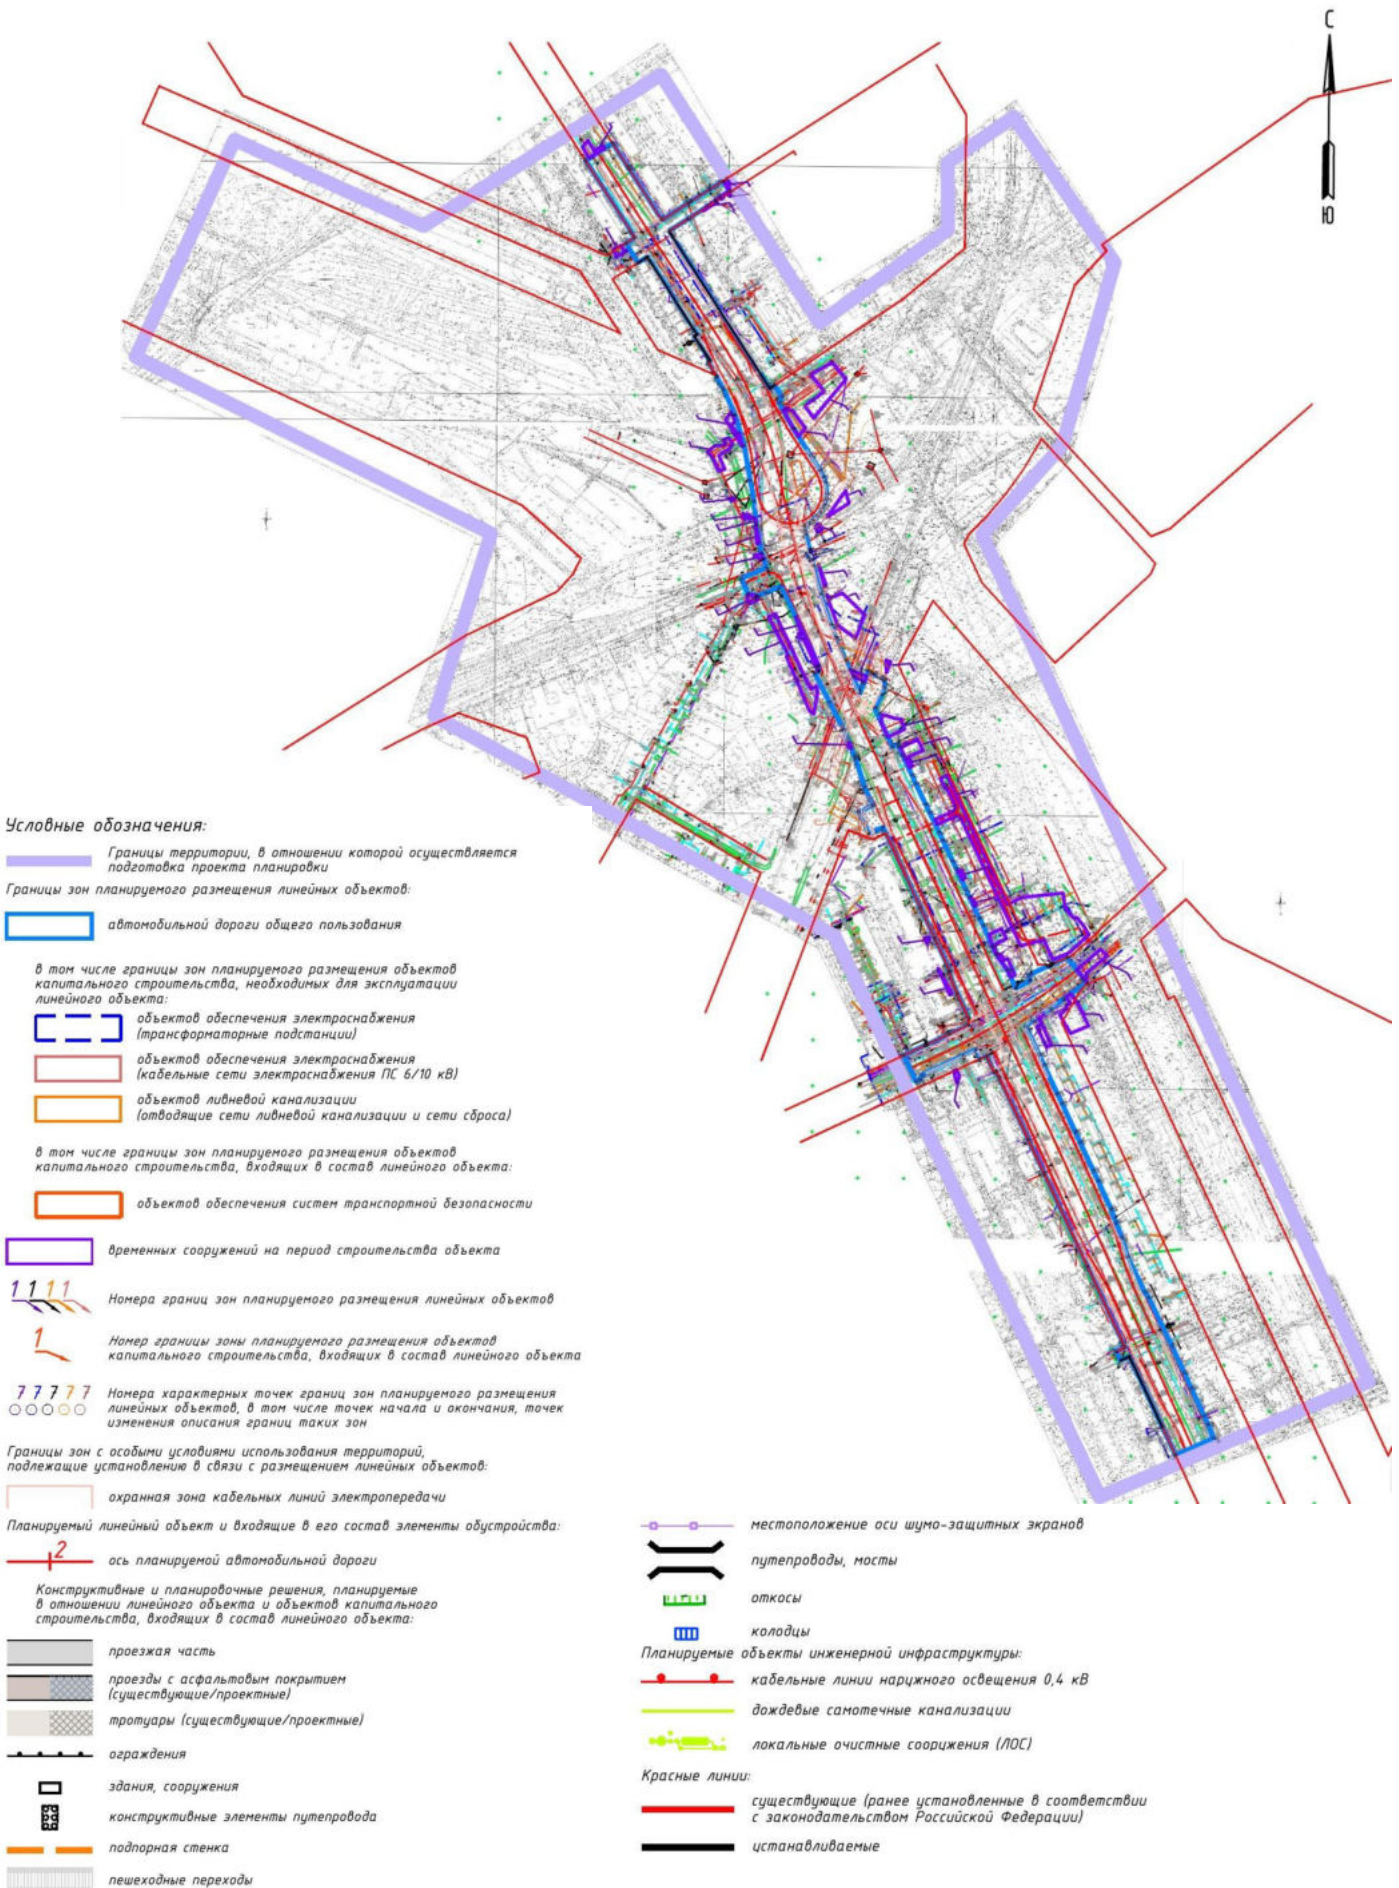 С
Ю
Условные обозначения:
Границы территории, в отношении которой осуществляется
подготовка проекта планировки
Границы зон планируемого размещения линейных объектов:
автомобильной дороги общего пользования
в том числе границы зон планируемого размещения объектов
капитального строительства, необходимых для эксплуатации
линейного объекта:
объектов обеспечения электроснабжения
(трансформаторные подстанции)
объектов обеспечения электроснабжения
(кабельные сети электроснабжения ПС 6/10 кВ)
объектов ливневой канализации
(отводящие сети ливневой канализации и сети сброса)
в том числе границы зон планируемого размещения объектов
капитального строительства, входящих в состав линейного объекта:
объектов обеспечения систем транспортной безопасности
временных сооружений на период строительства объекта
1 1 1 1
Номера границ зон планируемого размещения линейных объектов
1
Номер границы зоны планируемого размещения объектов
капитального строительства, входящих в состав линейного объекта
7 7 7 7 7
Номера характерных точек границ зон планируемого размещения
линейных объектов, в том числе точек начала и окончания, точек
изменения описания границ таких зон
Границы зон с особыми условиями использования территорий,
подлежащие установлению в связи с размещением линейных объектов:
охранная зона кабельных линий электропередачи
Планируемый линейный объект и входящие в его состав элементы обустройства:
2
ось планируемой автомобильной дороги
Конструктивные и планировочные решения, планируемые
в отношении линейного объекта и объектов капитального
строительства, входящих в состав линейного объекта:
проезжая часть
проезды с асфальтовым покрытием
(существующие/проектные)
тротуары (существующие/проектные)
ограждения
здания, сооружения
конструктивные элементы путепровода
подпорная стенка
пешеходные переходы
местоположение оси шумо-защитных экранов
путепроводы, мосты
откосы
колодцы
Планируемые объекты инженерной инфраструктуры:
кабельные линии наружного освещения 0,4 кВ
дождевые самотечные канализации
локальные очистные сооружения (ЛОС)
Красные линии:
существующие (ранее установленные в соответствии
с законодательством Российской Федерации)
устанавливаемые